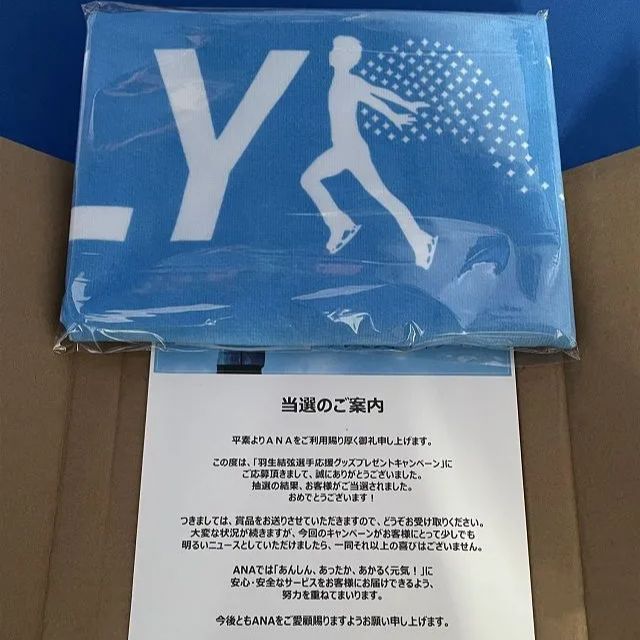 LY
当選のご案内
平素よりANAをご利用賜り厚く御礼申し上げます。
この度は、「羽生結弦選手応援グッズプレゼントキャンペーン」に
ご応募頂きまして、誠にありがとうございました。
抽選の結果、お客様がご当選されました。
おめでとうございます！
つきましては、賞品をお送りさせていただきますので、どうぞお受け取りください。
大変な状況が続きますが、今回のキャンペーンがお客様にとって少しでも
明るいニュースとしていただけましたら、一同それ以上の喜びはございません。
ANAでは「あんしん、あったか、あかるく元気！」に
安心・安全なサービスをお客様にお届けできるよう、
努力を重ねてまいります。
今後ともANAをご愛顧賜りますようお願い申し上げます。